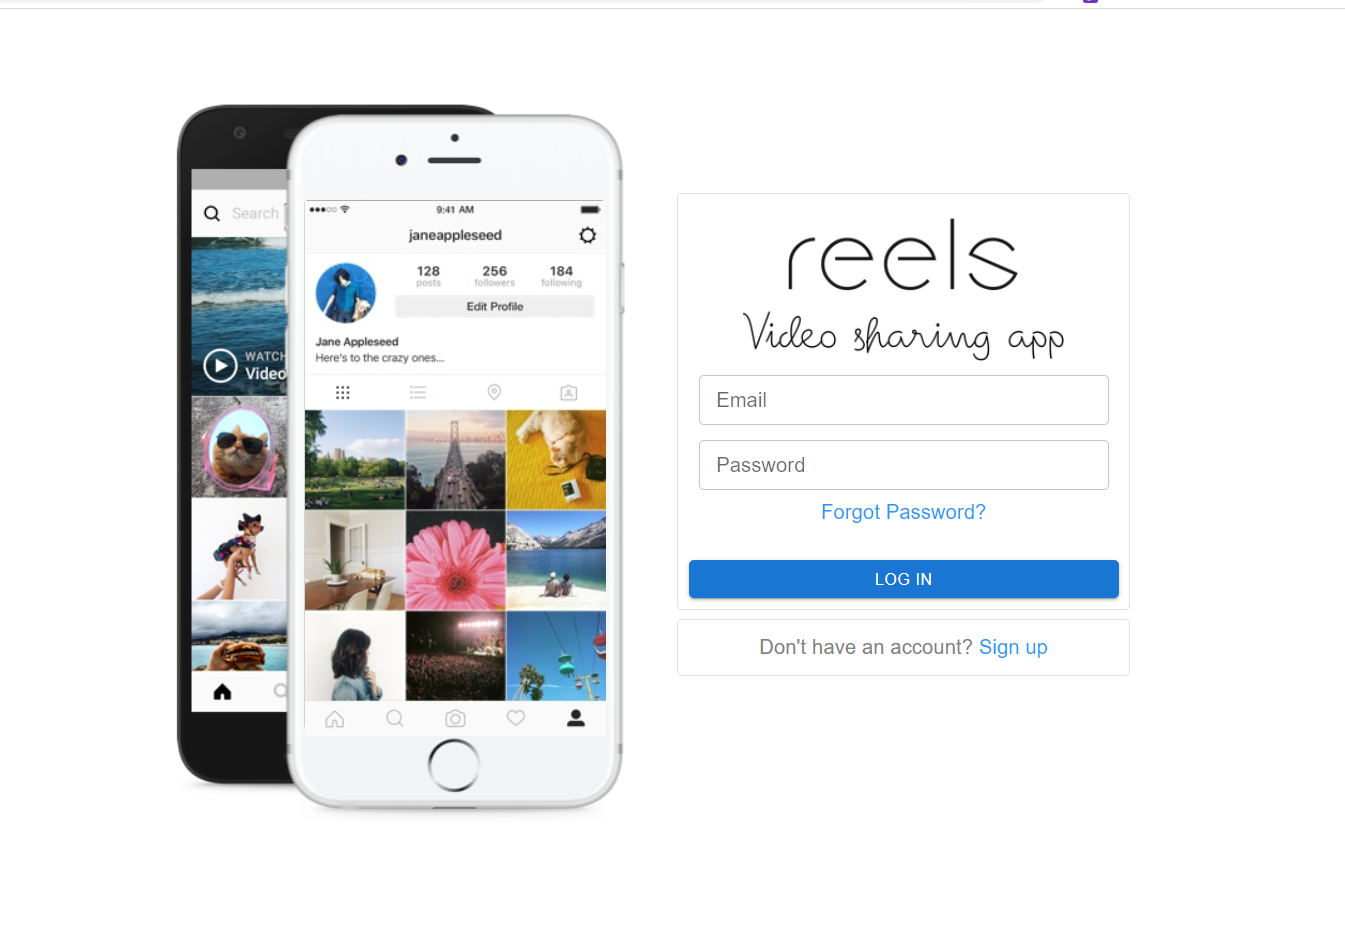 Search
WATCH
Video
9:41 AM
janeappleseed
128 256 184
posts followers following
Edit Profile
Jane Appleseed
Here's to the crazy ones...
reels
Video sharing app
Email
Password
Forgot Password?
LOG IN
Don't have an account? Sign up